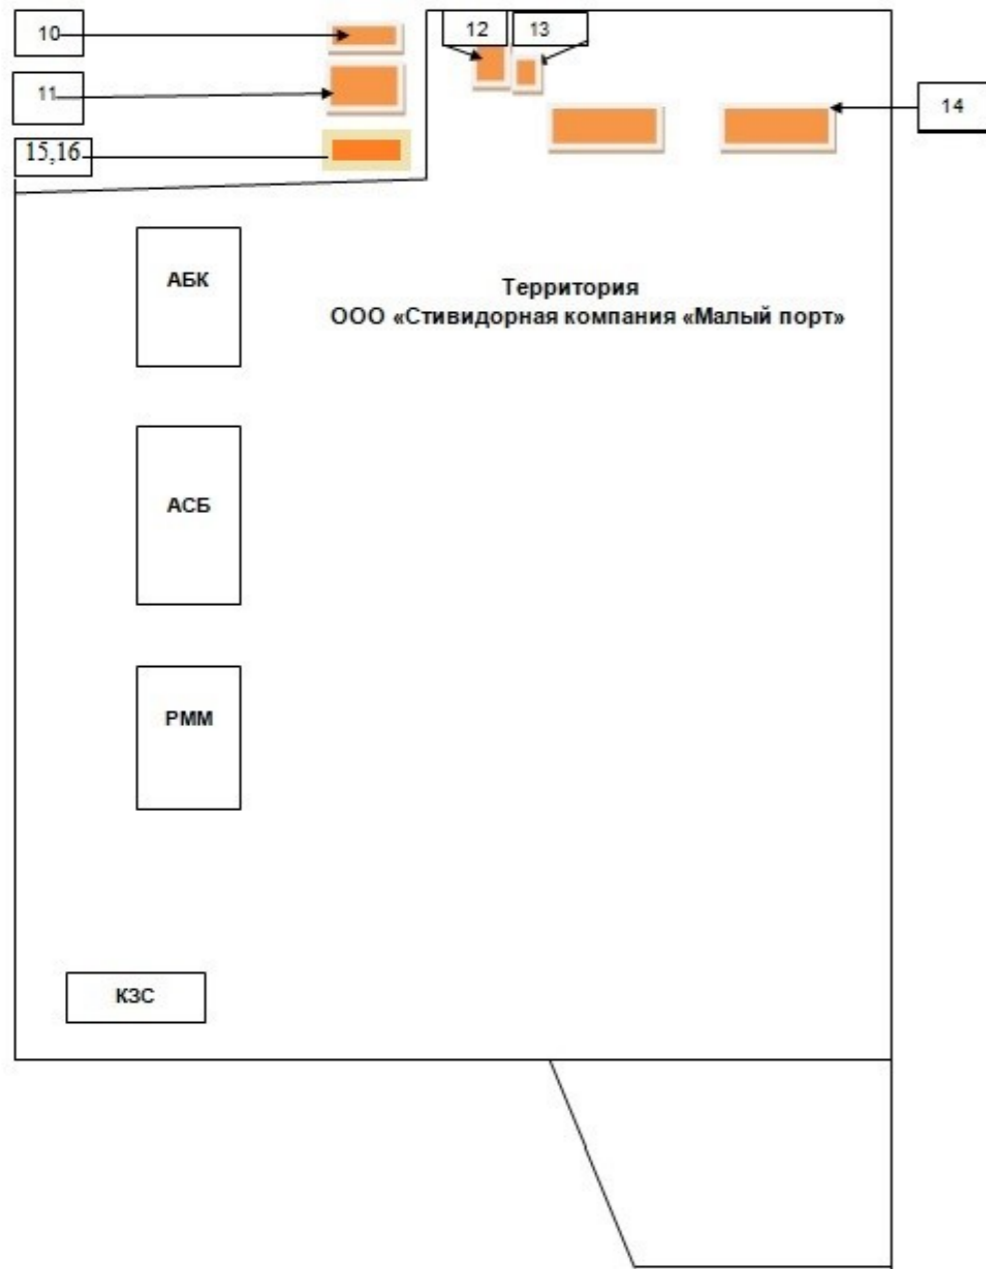 10
12
13
11
14
15,16
АБК
Территория
ООО «Стивидорная компания «Малый порт»
АСБ
РММ
КЗС